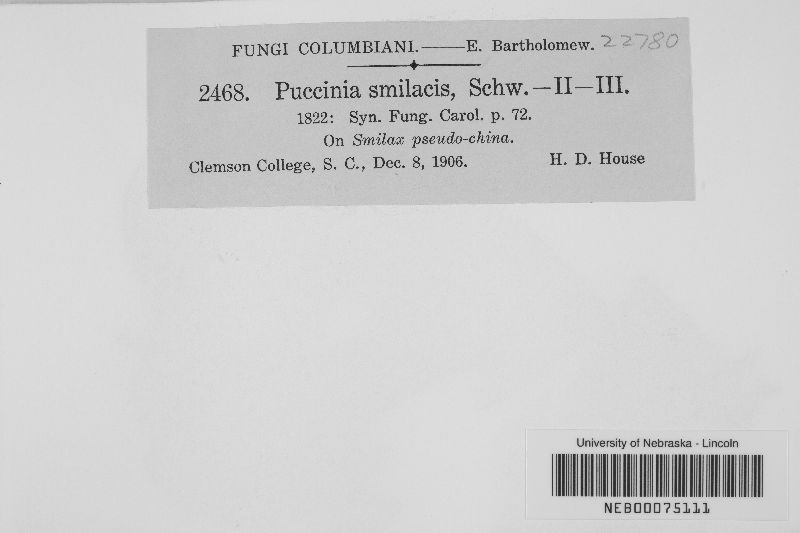 FUNGI COLUMBIANI.——E. Bartholomew. 22780
2468. Puccinia smilacis, Schw.—II—III.
1822: Syn. Fung. Carol. p. 72.
On Smilax pseudo-china.
Clemson College, S. C., Dec. 8, 1906. H. D. House
University of Nebraska - Lincoln
NEB00075111